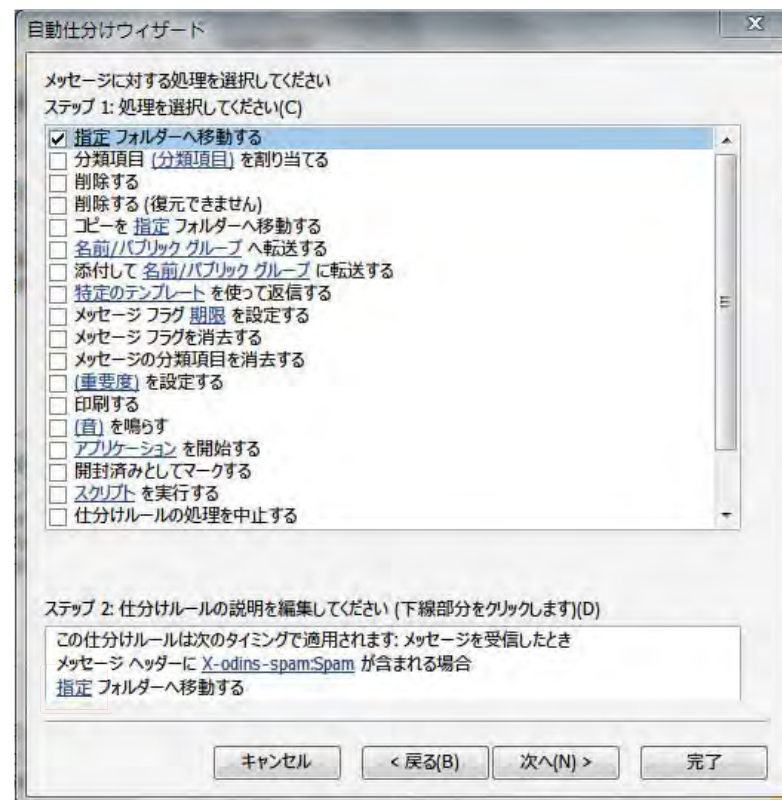 自動仕分けウィザード
メッセージに対する処理を選択してください
ステップ 1: 処理を選択してください(C)
指定 フォルダーへ移動する
分類項目 (分類項目) を割り当てる
削除する
削除する (復元できません)
コピーを 指定 フォルダーへ移動する
名前/パブリック グループ へ転送する
添付して 名前/パブリック グループ に転送する
特定のテンプレート を使って返信する
メッセージ フラグ 期限 を設定する
メッセージ フラグを消去する
メッセージの分類項目を消去する
(重要度) を設定する
印刷する
(音) を鳴らす
アプリケーション を開始する
開封済みとしてマークする
スクリプト を実行する
仕分けルールの処理を中止する
ステップ 2: 仕分けルールの説明を編集してください (下線部分をクリックします)(D)
この仕分けルールは次のタイミングで適用されます: メッセージを受信したとき
メッセージ ヘッダーに X-odins-spam:Spam が含まれる場合
指定 フォルダーへ移動する
キャンセル
< 戻る(B)
次へ(N) >
完了